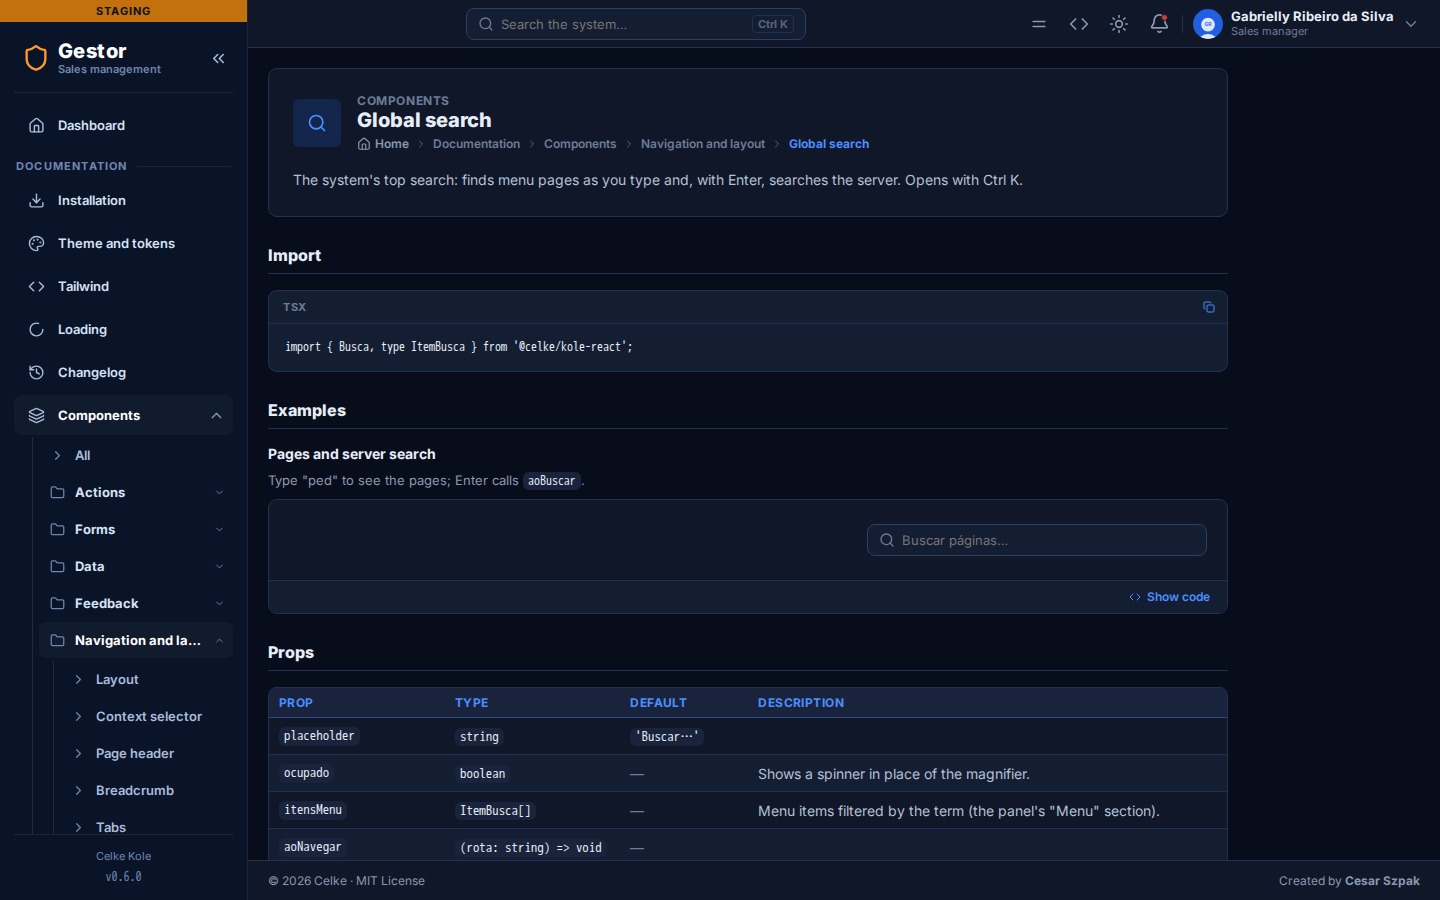 STAGING
Gestor
Sales management
Dashboard
DOCUMENTATION
Installation
Theme and tokens
Tailwind
Loading
Changelog
Components
All
Actions
Forms
Data
Feedback
Navigation and la...
Layout
Context selector
Page header
Breadcrumb
Tabs
Celke Kole
v0.6.0
Search the system...
Ctrl K
GR
Gabrielly Ribeiro da Silva
Sales manager
COMPONENTS
Global search
Home > Documentation > Components > Navigation and layout > Global search
The system's top search: finds menu pages as you type and, with Enter, searches the server. Opens with Ctrl K.
Import
TSX
import { Busca, type ItemBusca } from '@celke/kole-react';
Examples
Pages and server search
Type "ped" to see the pages; Enter calls aoBuscar.
Buscar páginas...
Show code
Props
PROP TYPE DEFAULT DESCRIPTION
placeholder string 'Buscar…'
ocupado boolean — Shows a spinner in place of the magnifier.
itensMenu ItemBusca[] — Menu items filtered by the term (the panel's "Menu" section).
aoNavegar (rota: string) => void —
© 2026 Celke · MIT License
Created by Cesar Szpak